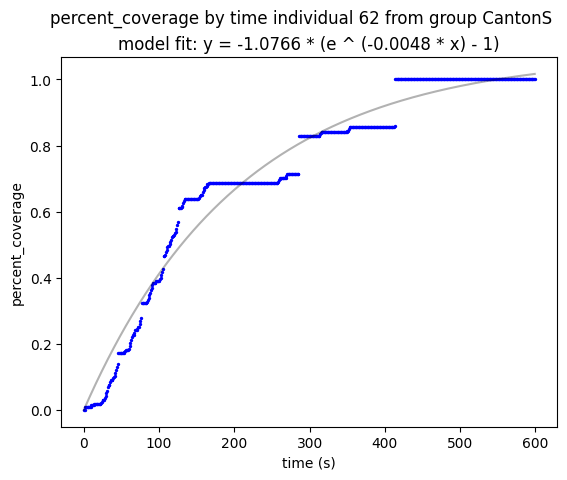 percent_coverage by time individual 62 from group CantonS
model fit: y = -1.0766 * (e ^ (-0.0048 * x) - 1)
1.0
0.8
0.6
0.4
0.2
0.0
percent_coverage
0 100 200 300 400 500 600
time (s)